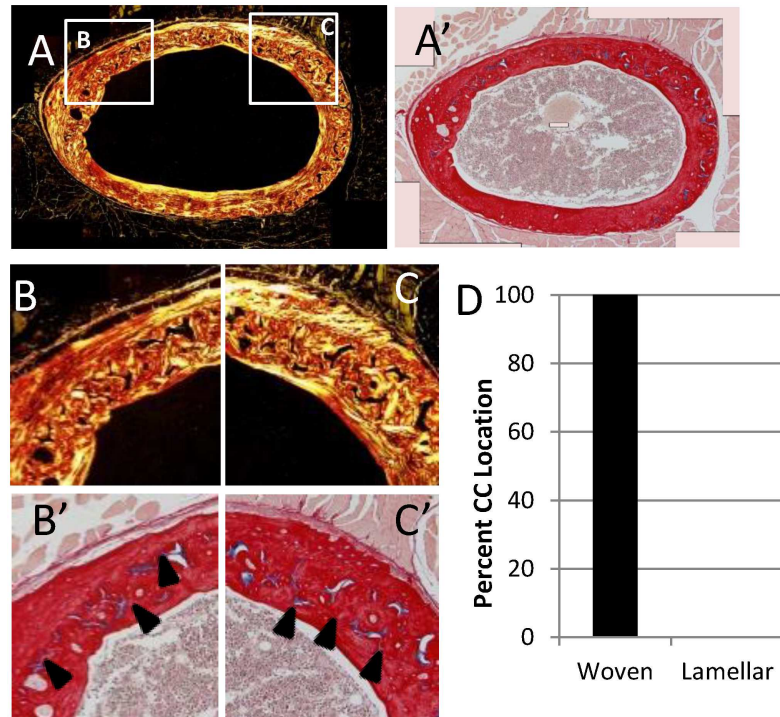 A
B
C
A'
B
C
B'
C'
D
Percent CC Location
100
80
60
40
20
0
Woven
Lamellar